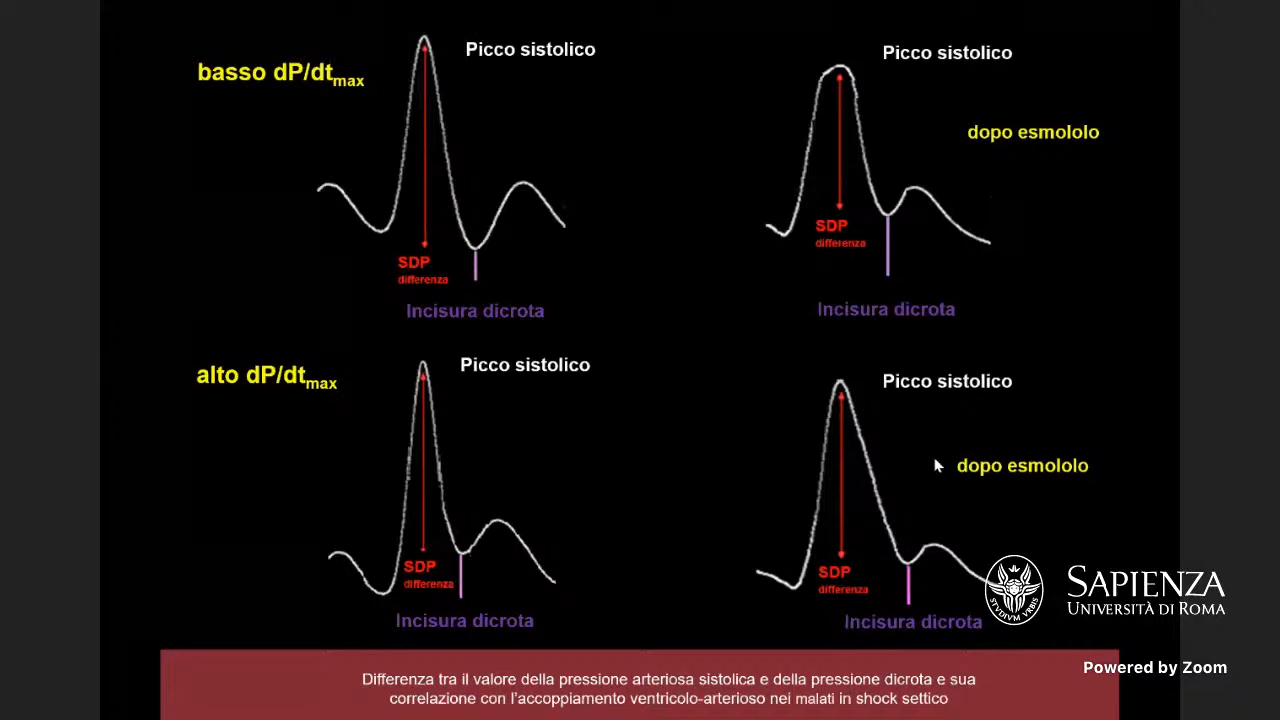 Picco sistolico
basso dP/dtmax
SDP
differenza
Incisura dicrota
Picco sistolico
dopo esmololo
SDP
differenza
Incisura dicrota
alto dP/dtmax
Picco sistolico
SDP
differenza
Incisura dicrota
Picco sistolico
dopo esmololo
SDP
differenza
Incisura dicrota
STVDIVM VRBIS
SAPIENZA
UNIVERSITÀ DI ROMA
Powered by Zoom
Differenza tra il valore della pressione arteriosa sistolica e della pressione dicrota e sua
correlazione con l'accoppiamento ventricolo-arterioso nei malati in shock settico